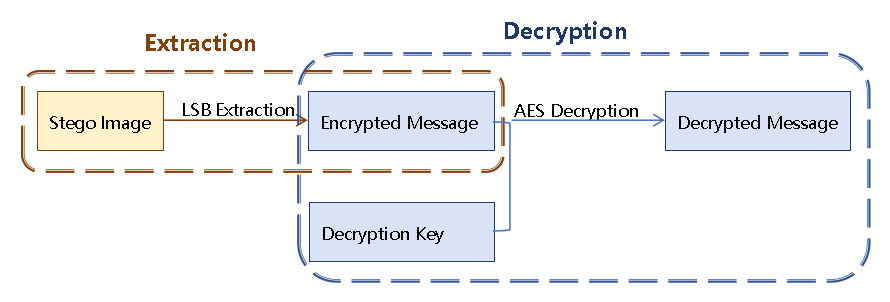 Extraction
Decryption
Stego Image
LSB Extraction
Encrypted Message
AES Decryption
Decrypted Message
Decryption Key